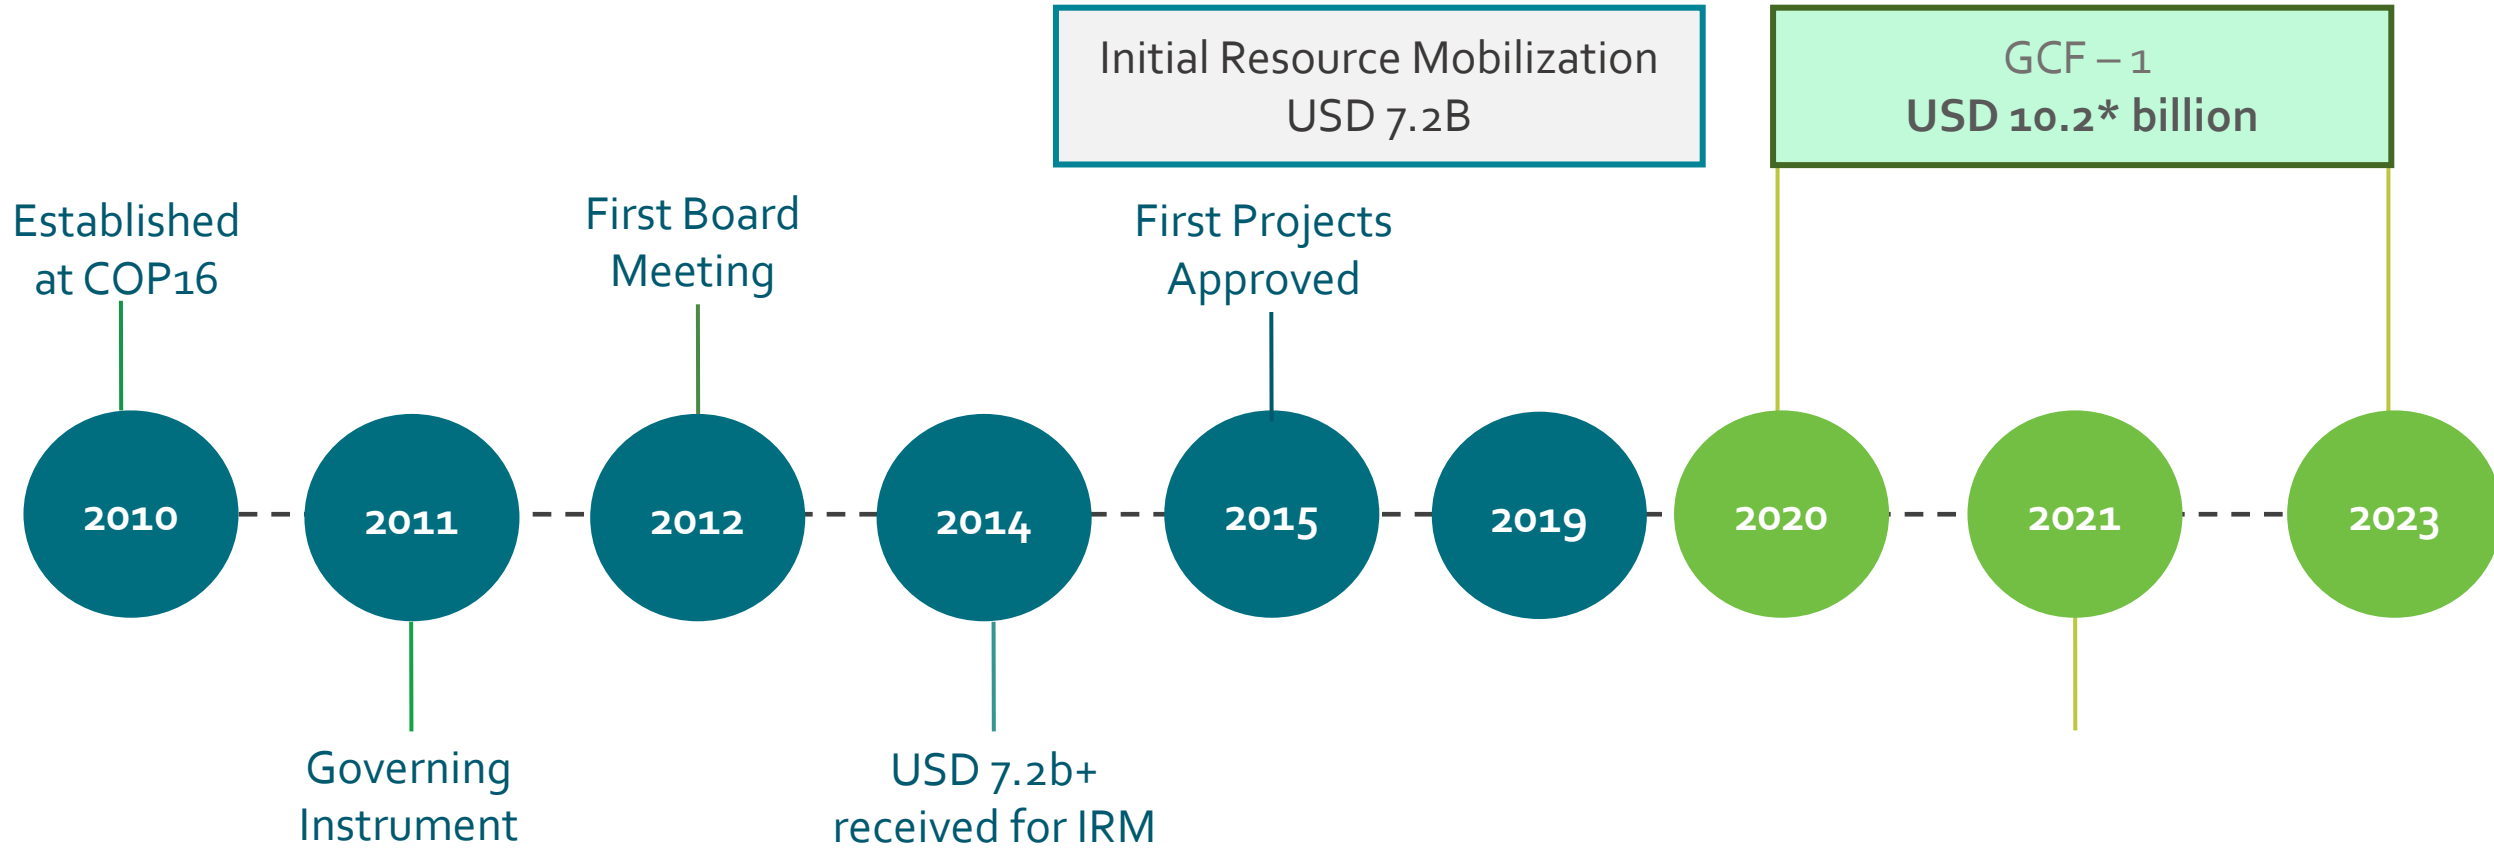 Initial Resource Mobilization
USD 7.2B
GCF – 1
USD 10.2* billion
Established
at COP16
First Board
Meeting
First Projects
Approved
2010
2011
2012
2014
2015
2019
2020
2021
2023
Governing
Instrument
USD 7.2b+
received for IRM